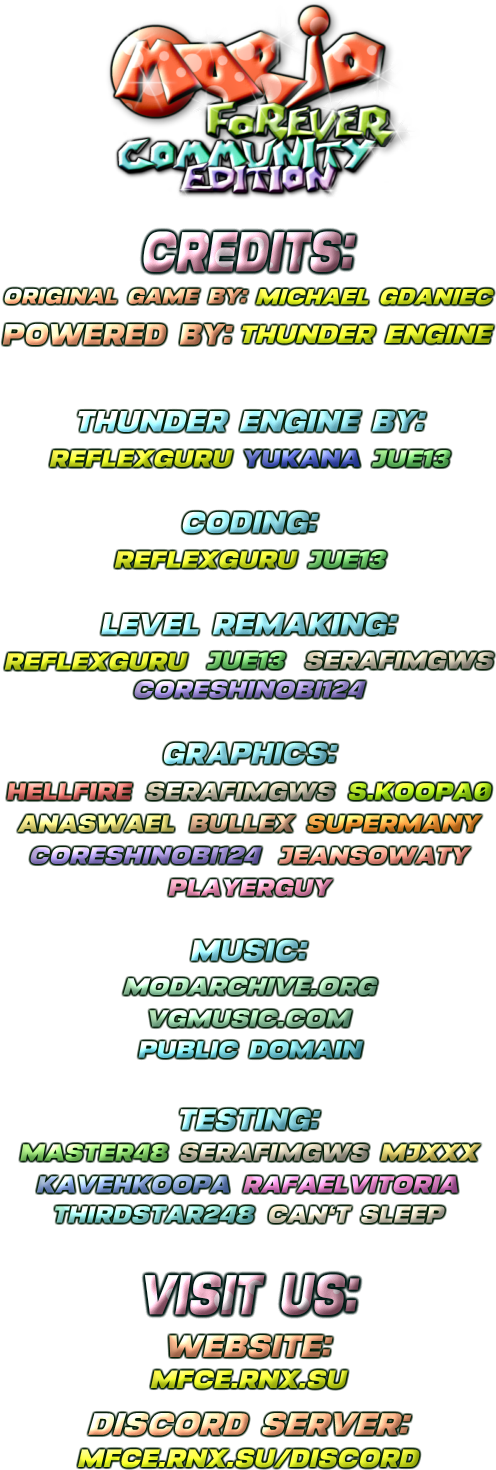 MARIO
FOREVER
COMMUNITY
EDITION
CREDITS:
ORIGINAL GAME BY: MICHAEL GDANIEC
POWERED BY: THUNDER ENGINE
THUNDER ENGINE BY:
REFLEXGURU YUKANA JUE13
CODING:
REFLEXGURU JUE13
LEVEL REMAKING:
REFLEXGURU JUE13 SERAFIMGWS
CORESHINOBI124
GRAPHICS:
HELLFIRE SERAFIMGWS S.KOOPA0
ANASWAEL BULLEX SUPERMANY
CORESHINOBI124 JEANSOWATY
PLAYERGUY
MUSIC:
MODARCHIVE.ORG
VGMUSIC.COM
PUBLIC DOMAIN
TESTING:
MASTER48 SERAFIMGWS MJXXX
KAVEHKOOPA RAFAELVITORIA
THIRDSTAR248 CAN'T SLEEP
VISIT US:
WEBSITE:
MFCE.RNX.SU
DISCORD SERVER:
MFCE.RNX.SU/DISCORD